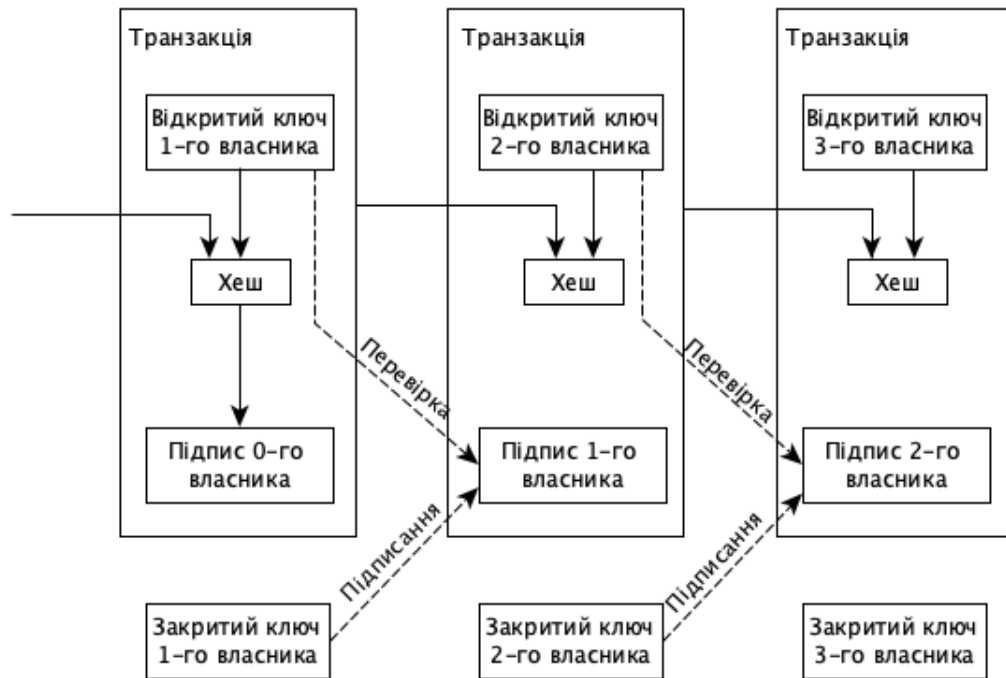 Транзакція
Транзакція
Транзакція
Відкритий ключ
1-го власника
Відкритий ключ
2-го власника
Відкритий ключ
3-го власника
Хеш
Хеш
Хеш
Перевірка
Перевірка
Підпис 0-го
власника
Підпис 1-го
власника
Підпис 2-го
власника
Підписання
Підписання
Закритий ключ
1-го власника
Закритий ключ
2-го власника
Закритий ключ
3-го власника